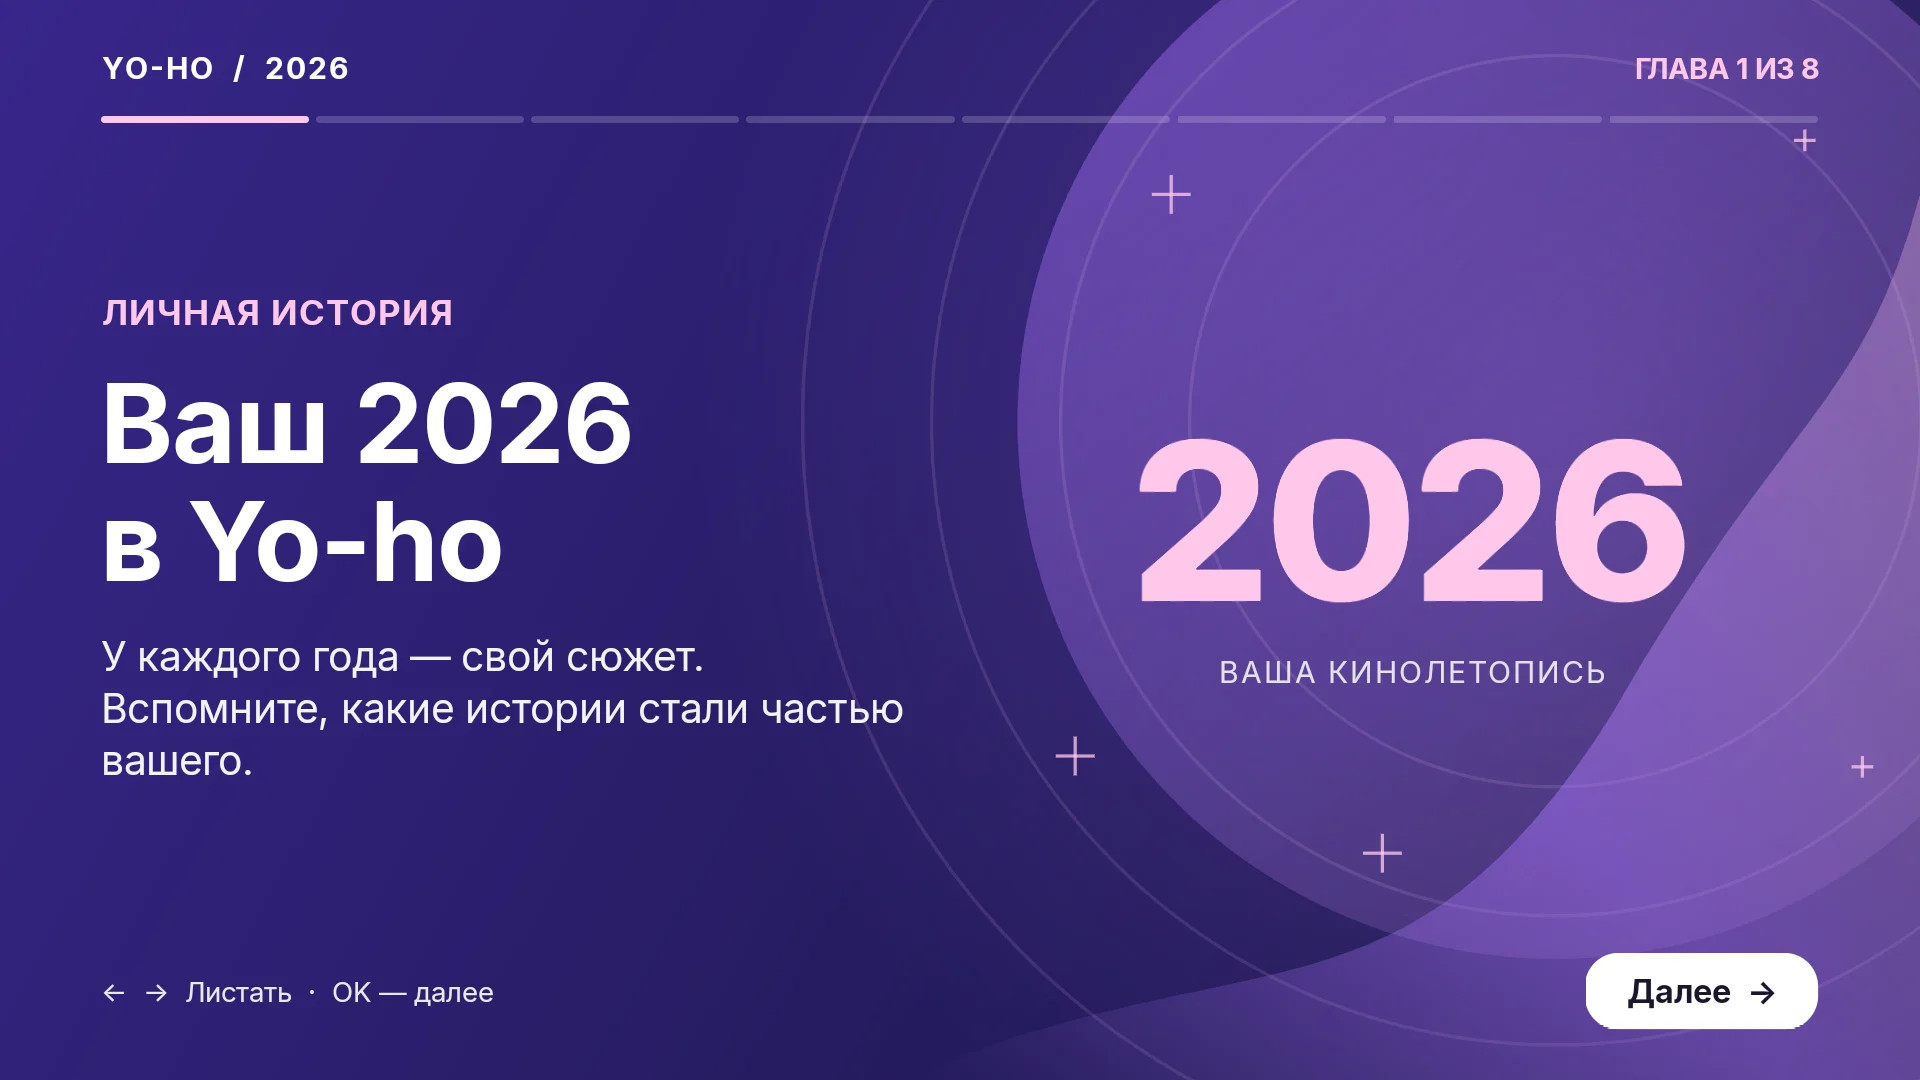 YO-HO / 2026
ГЛАВА 1 ИЗ 8
ЛИЧНАЯ ИСТОРИЯ
Ваш 2026
в Yo-ho
У каждого года — свой сюжет.
Вспомните, какие истории стали частью
вашего.
2026
ВАША КИНОЛЕТОПИСЬ
← → Листать · OK — далее
Далее →